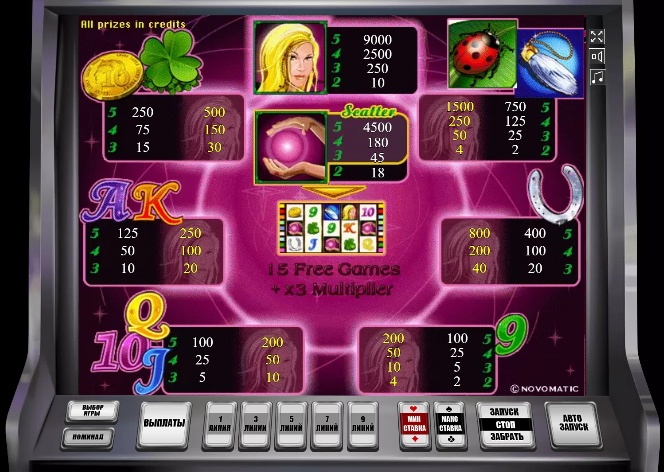 All prizes in credits
5 9000
4 2500
3 250
2 10
Scatter
5 4500
4 180
3 45
2 18
5 250 500
4 75 150
3 15 30
1500 750 5
250 125 4
50 25 3
4 2 2
A K
5 125 250
4 50 100
3 10 20
800 400 5
200 100 4
40 20 3
15 Free Games
+ x3 Multiplier
Q
10 J
5 100 200
4 25 50
3 5 10
9
200 100 5
50 25 4
10 5 3
4 2 2
© NOVOMATIC
ВЫБОР
ИГРЫ
НОМИНАЛ
ВЫПЛАТЫ
1
ЛИНИЯ
3
ЛИНИИ
5
ЛИНИЙ
7
ЛИНИЙ
9
ЛИНИЙ
МИН
СТАВКА
МАКС
СТАВКА
ЗАПУСК
СТОП
ЗАБРАТЬ
АВТО
ЗАПУСК